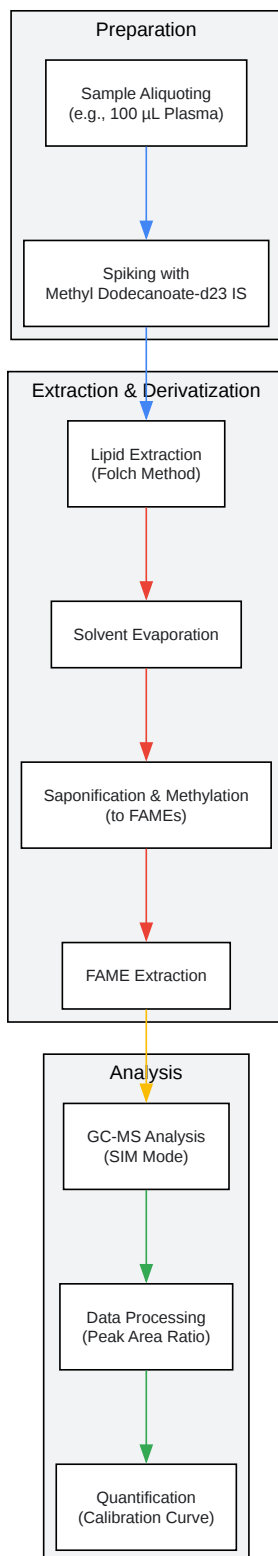 Preparation
Sample Aliquoting
(e.g., 100 µL Plasma)
Spiking with
Methyl Dodecanoate-d23 IS
Extraction & Derivatization
Lipid Extraction
(Folch Method)
Solvent Evaporation
Saponification & Methylation
(to FAMEs)
FAME Extraction
Analysis
GC-MS Analysis
(SIM Mode)
Data Processing
(Peak Area Ratio)
Quantification
(Calibration Curve)